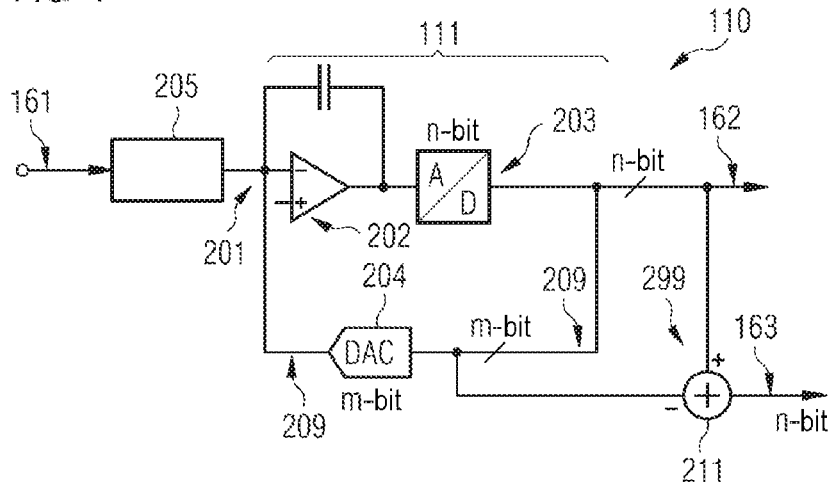 111
110
161
205
n-bit
203
A
D
n-bit
162
−
+
201
202
204
209
299
m-bit
DAC
m-bit
209
+
163
−
+
n-bit
211